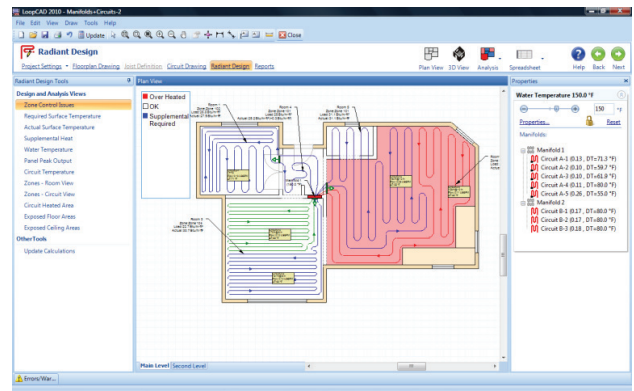 LoopCAD 2010 - Manifolds+Circuits-2
File Edit View Draw Tools Help
Update Close
Radiant Design
Project Settings Floorplan Drawing Joist Definition Circuit Drawing Radiant Design Reports
Plan View 3D View Analysis Spreadsheet Help Back Next
Radiant Design Tools
Design and Analysis Views
Zone Control Issues
Required Surface Temperature
Actual Surface Temperature
Supplemental Heat
Water Temperature
Panel Peak Output
Circuit Temperature
Zones - Room View
Zones - Circuit View
Circuit Heated Area
Exposed Floor Areas
Exposed Ceiling Areas
Other Tools
Update Calculations
Plan View
Over Heated
OK
Supplemental
Required
Main Level Second Level
Properties
Water Temperature 150.0 °F
150 °F
Properties... Reset
Manifolds:
Manifold 1
Circuit A-1 (0.13 , DT=71.3 °F)
Circuit A-2 (0.10 , DT=59.7 °F)
Circuit A-3 (0.10 , DT=61.9 °F)
Circuit A-4 (0.11 , DT=80.0 °F)
Circuit A-5 (0.26 , DT=55.0 °F)
Manifold 2
Circuit B-1 (0.17 , DT=80.0 °F)
Circuit B-2 (0.17 , DT=80.0 °F)
Circuit B-3 (0.18 , DT=80.0 °F)
Errors/War...